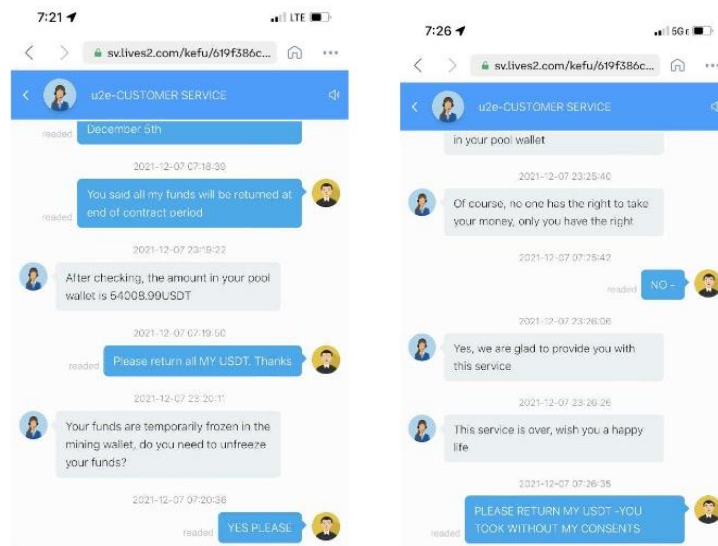 7:21
LTE
sv.lives2.com/kefu/619f386c...
u2e-CUSTOMER SERVICE
December 5th
readed
2021-12-07 07:18:39
You said all my funds will be returned at
end of contract period
readed
2021-12-07 23:19:22
After checking, the amount in your pool
wallet is 54008.99USDT
2021-12-07 07:19:50
Please return all MY USDT. Thanks
readed
2021-12-07 23:20:11
Your funds are temporarily frozen in the
mining wallet, do you need to unfreeze
your funds?
2021-12-07 07:20:36
YES PLEASE
readed
7:26
5G E
sv.lives2.com/kefu/619f386c...
u2e-CUSTOMER SERVICE
in your pool wallet
2021-12-07 23:25:40
Of course, no one has the right to take
your money, only you have the right
2021-12-07 07:25:42
NO -
readed
2021-12-07 23:26:06
Yes, we are glad to provide you with
this service
2021-12-07 23:26:26
This service is over, wish you a happy
life
2021-12-07 07:26:35
PLEASE RETURN MY USDT -YOU
TOOK WITHOUT MY CONSENTS
readed